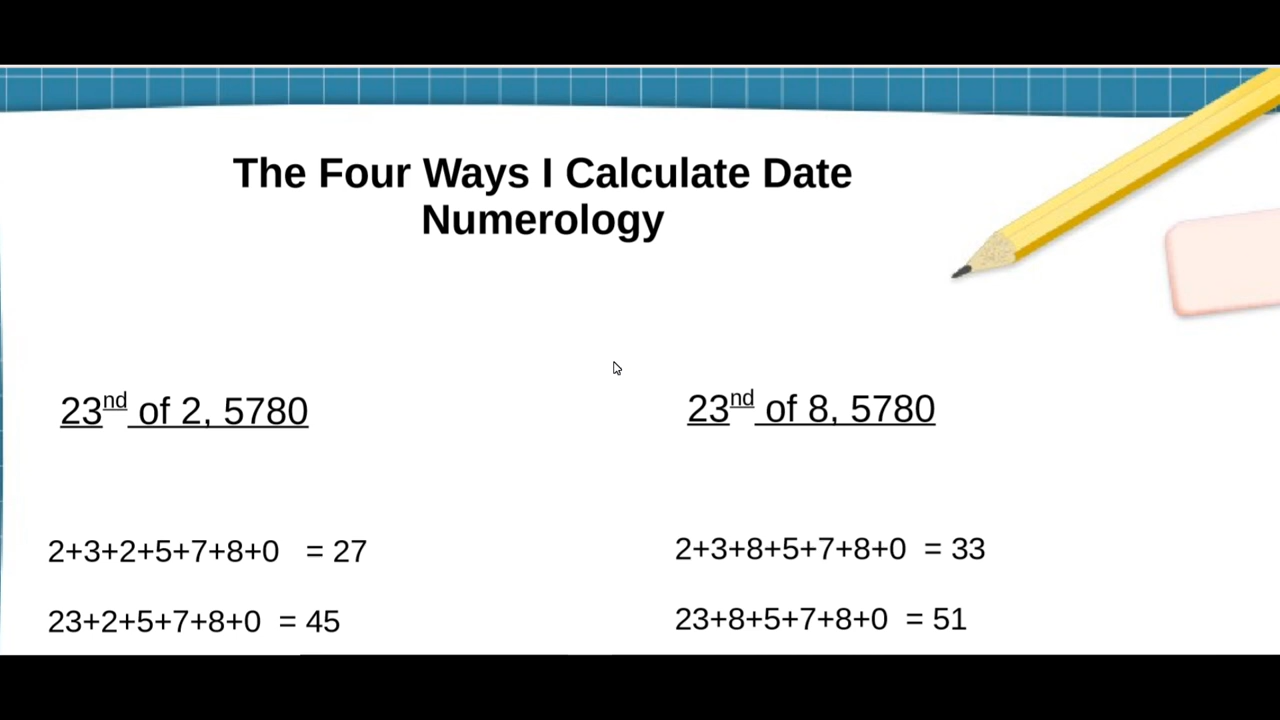 The Four Ways I Calculate Date
Numerology
23nd of 2, 5780
23nd of 8, 5780
2+3+2+5+7+8+0 = 27
2+3+8+5+7+8+0 = 33
23+2+5+7+8+0 = 45
23+8+5+7+8+0 = 51